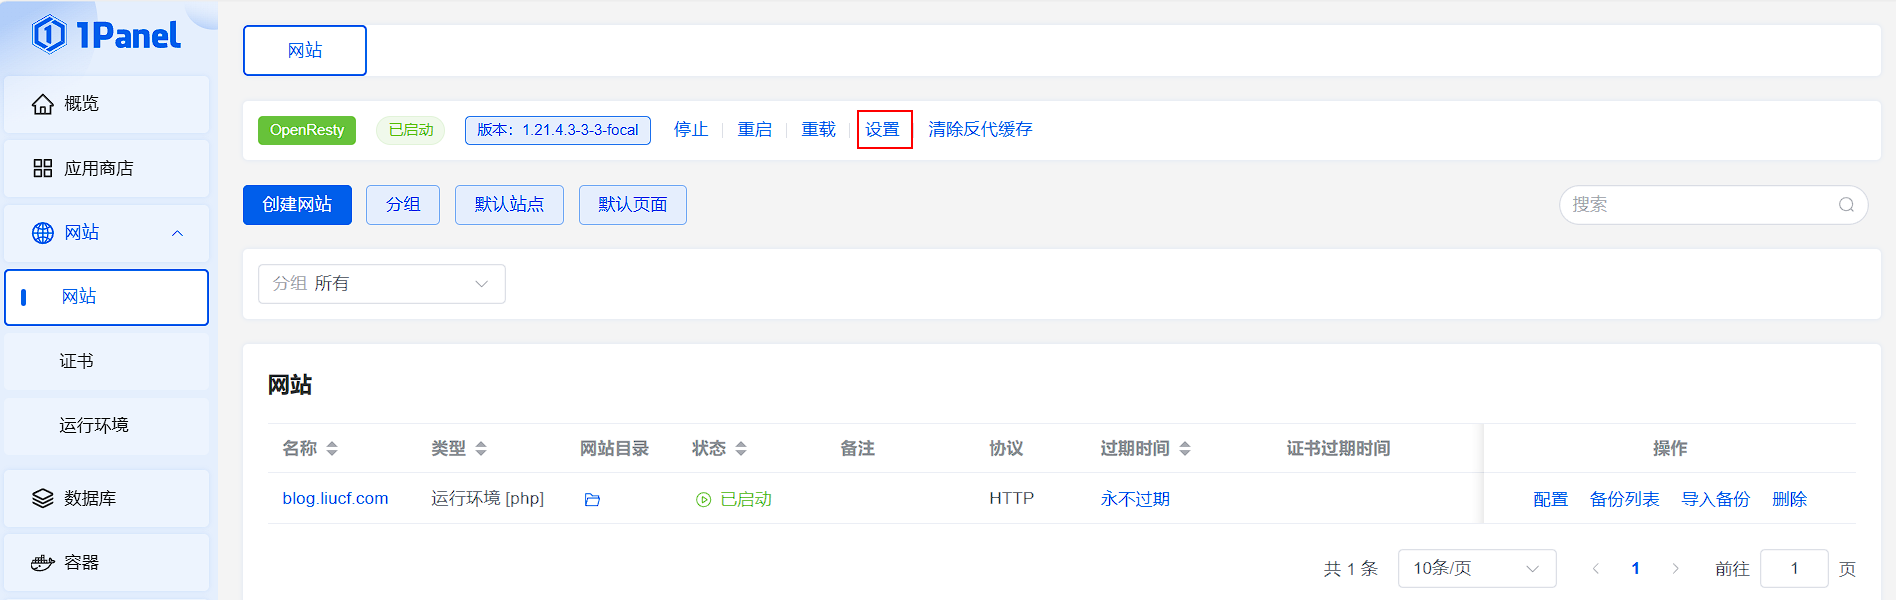 1Panel
概览
应用商店
网站
网站
证书
运行环境
数据库
容器
网站
OpenResty 已启动 版本：1.21.4.3-3-3-focal 停止 重启 重载 设置 清除反代缓存
创建网站 分组 默认站点 默认页面 搜索
分组 所有
网站
名称 类型 网站目录 状态 备注 协议 过期时间 证书过期时间 操作
blog.liucf.com 运行环境 [php] 已启动 HTTP 永不过期 配置 备份列表 导入备份 删除
共 1 条 10条/页 1 前往 1 页